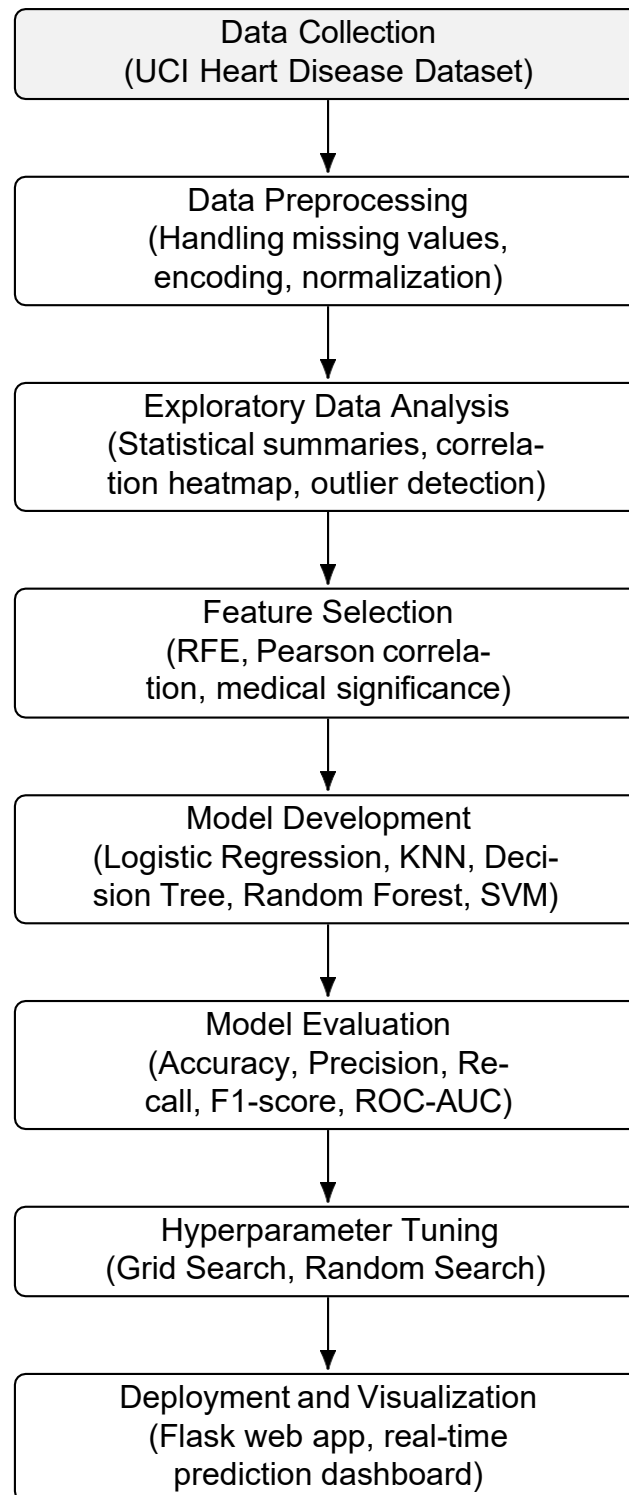 Data Collection
(UCI Heart Disease Dataset)
Data Preprocessing
(Handling missing values,
encoding, normalization)
Exploratory Data Analysis
(Statistical summaries, correla-
tion heatmap, outlier detection)
Feature Selection
(RFE, Pearson correla-
tion, medical significance)
Model Development
(Logistic Regression, KNN, Deci-
sion Tree, Random Forest, SVM)
Model Evaluation
(Accuracy, Precision, Re-
call, F1-score, ROC-AUC)
Hyperparameter Tuning
(Grid Search, Random Search)
Deployment and Visualization
(Flask web app, real-time
prediction dashboard)